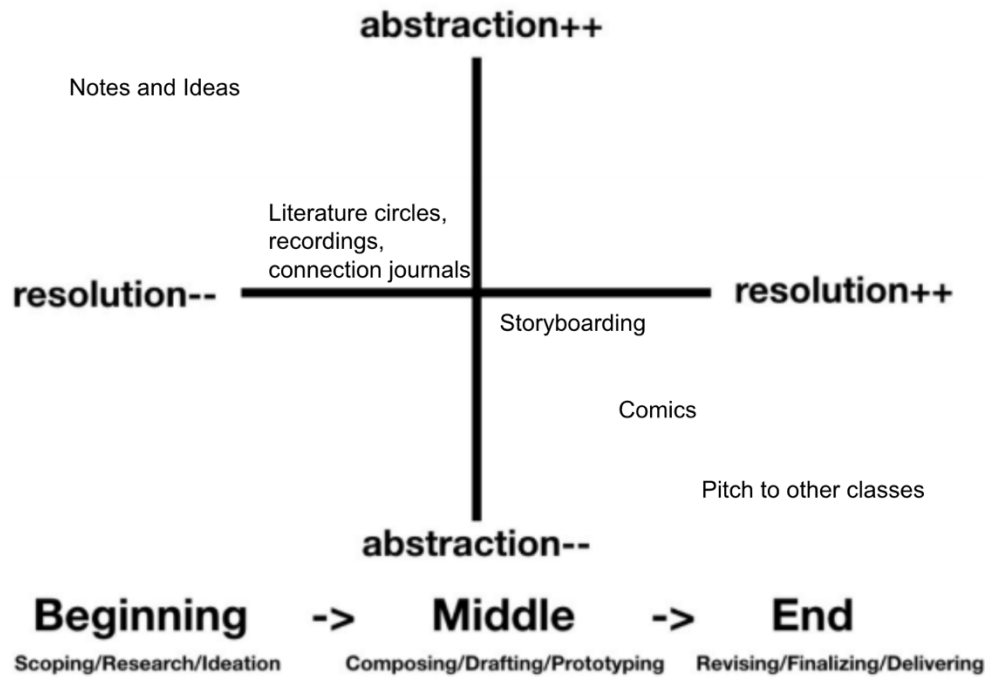 abstraction++
Notes and Ideas
Literature circles,
recordings,
connection journals
resolution--
resolution++
Storyboarding
Comics
Pitch to other classes
abstraction--
Beginning -> Middle -> End
Scoping/Research/Ideation Composing/Drafting/Prototyping Revising/Finalizing/Delivering